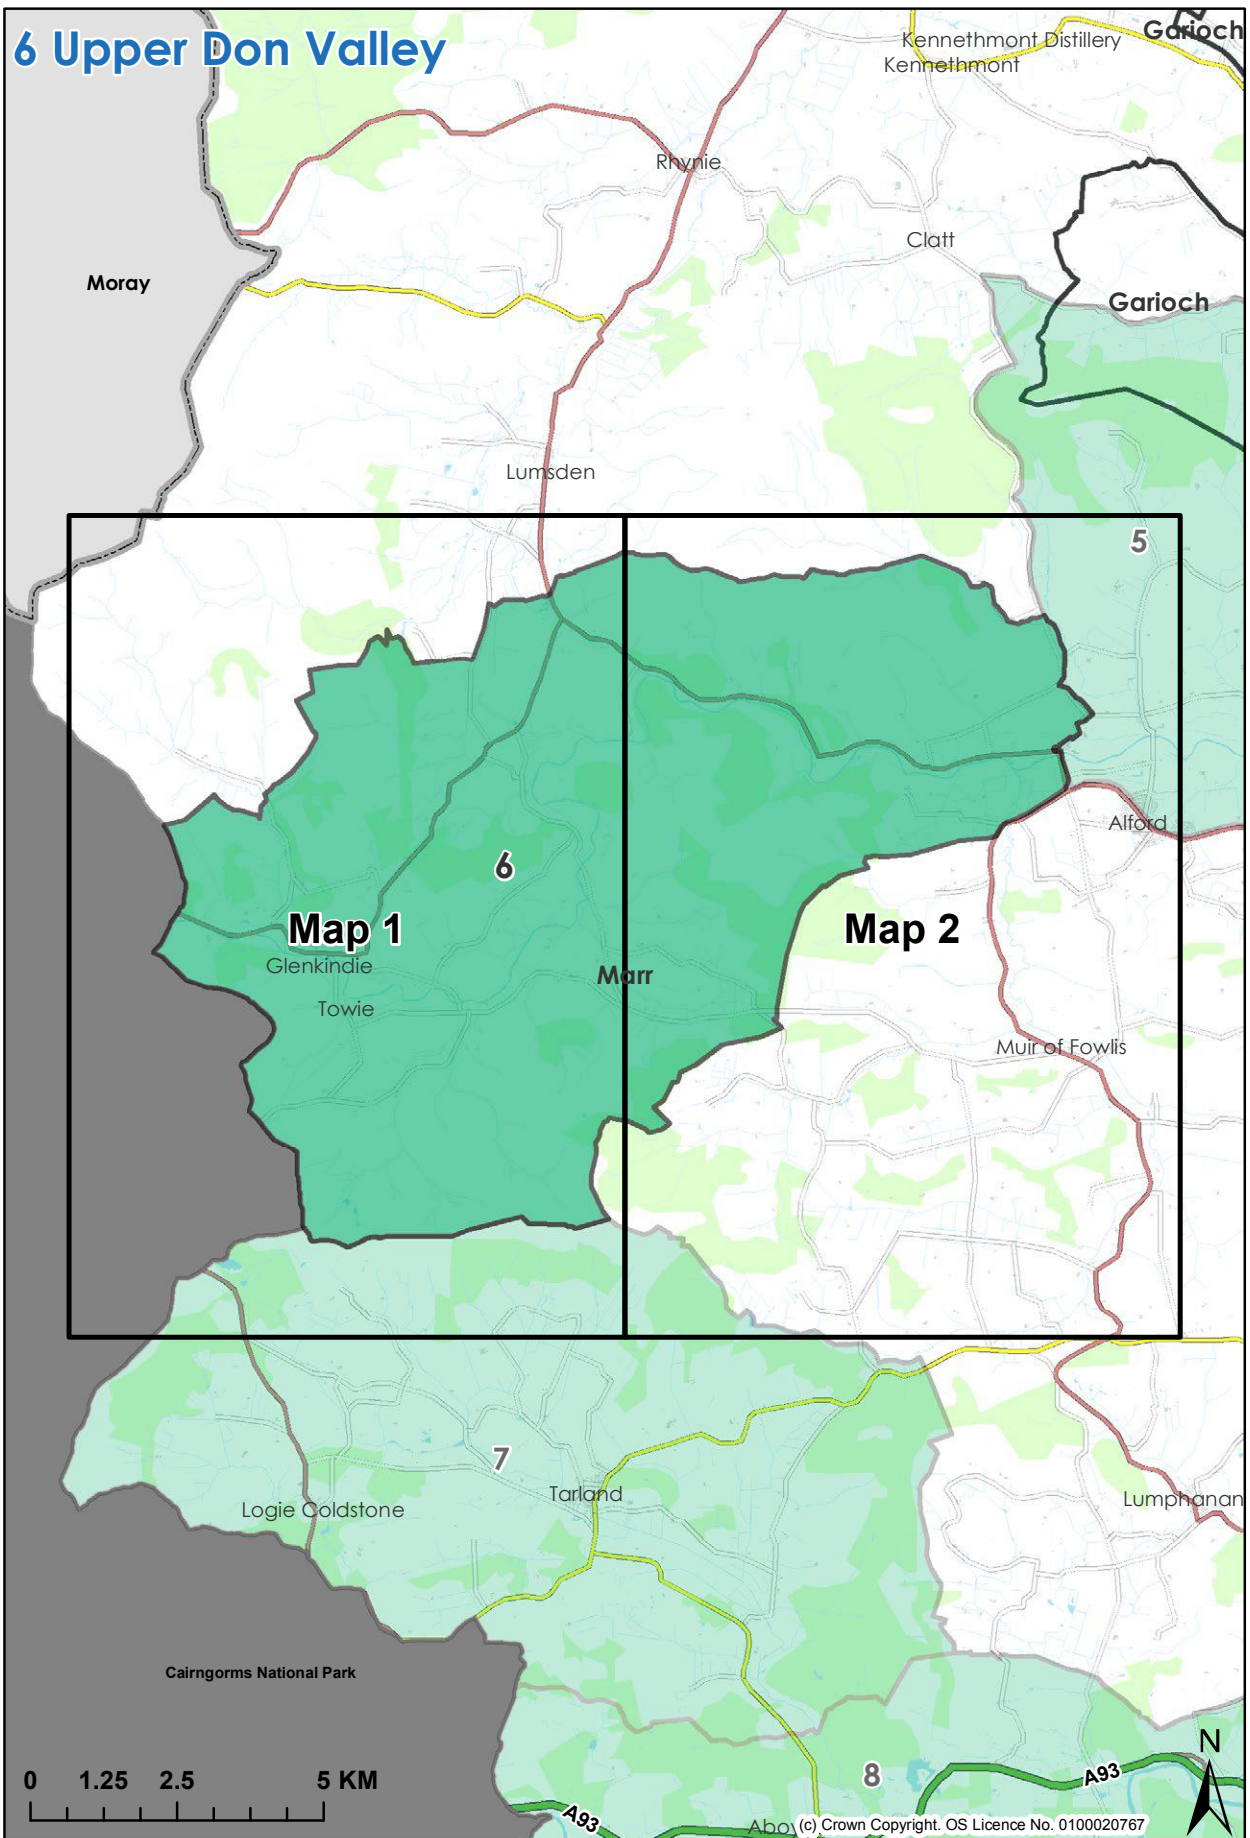 6 Upper Don Valley
Kennethmont Distillery
Garioch
Kennethmont
Rhynie
Clatt
Moray
Garioch
Lumsden
5
Alford
6
Map 1
Map 2
Glenkindie
Marr
Towie
Muir of Fowlis
7
Tarland
Logie Coldstone
Lumphanan
Cairngorms National Park
N
0 1.25 2.5 5 KM
8
A93
A93
Aboy
(c) Crown Copyright. OS Licence No. 0100020767